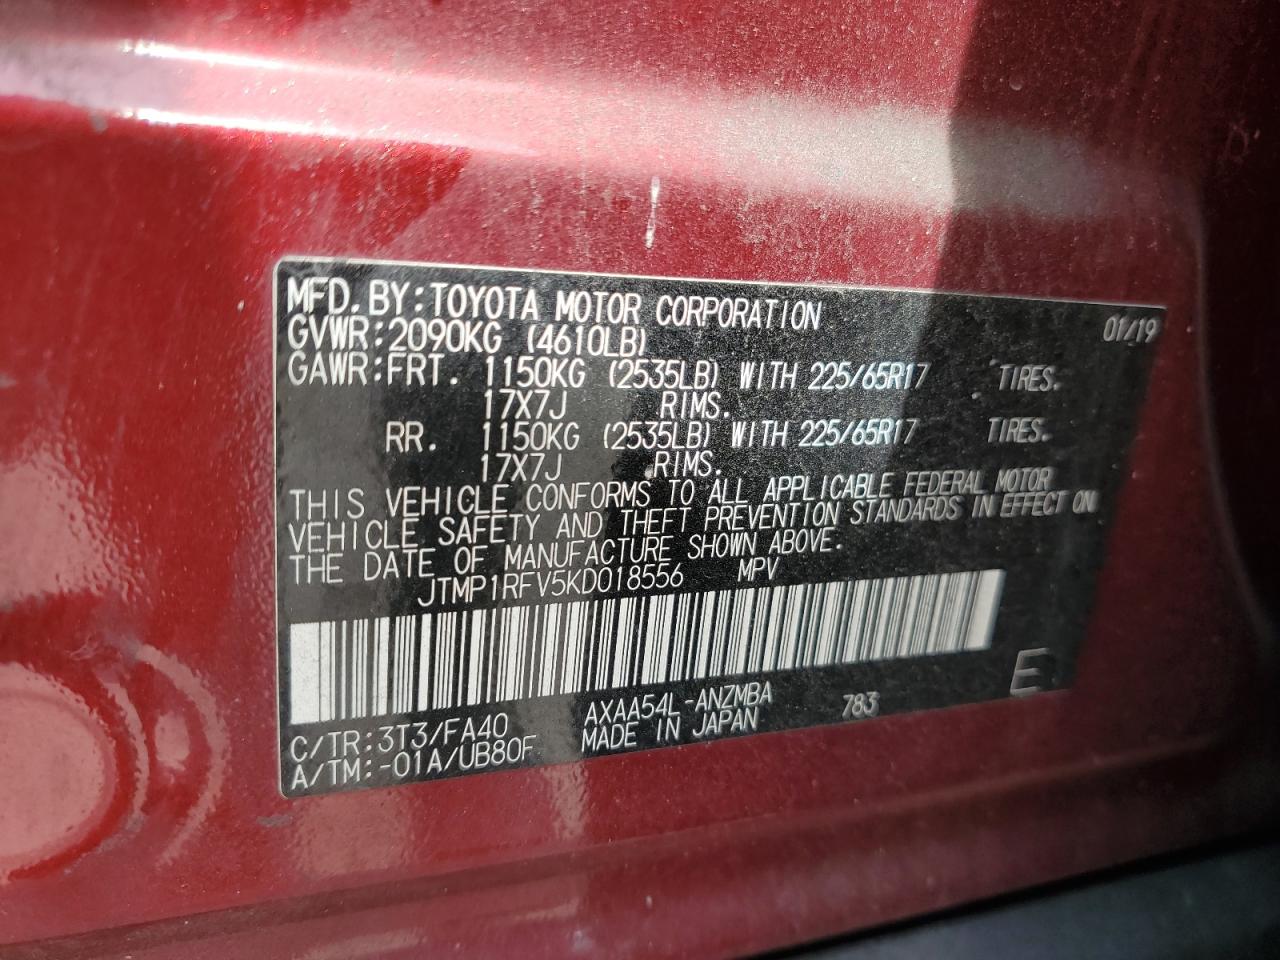 MFD. BY: TOYOTA MOTOR CORPORATION 01/19
GVWR: 2090KG (4610LB)
GAWR: FRT. 1150KG (2535LB) WITH 225/65R17 TIRES.
17X7J RIMS.
RR. 1150KG (2535LB) WITH 225/65R17 TIRES.
17X7J RIMS.
THIS VEHICLE CONFORMS TO ALL APPLICABLE FEDERAL MOTOR
VEHICLE SAFETY AND THEFT PREVENTION STANDARDS IN EFFECT ON
THE DATE OF MANUFACTURE SHOWN ABOVE.
JTMP1RFV5KD018556 MPV
E
C/TR: 3T3/FA40 AXAA54L-ANZMBA 783
A/TM: -01A/UB80F MADE IN JAPAN